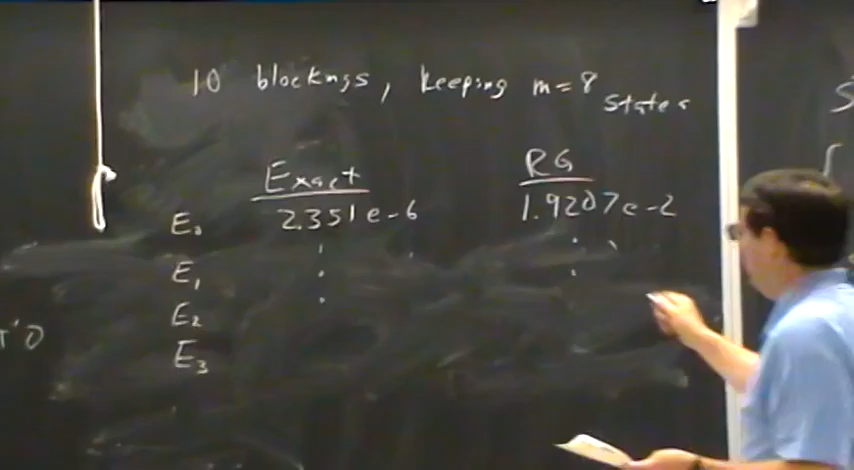 10 blockings, keeping m=8 states
Exact RG
E₀ 2.351e-6 1.9207e-2
E₁
E₂
E₃